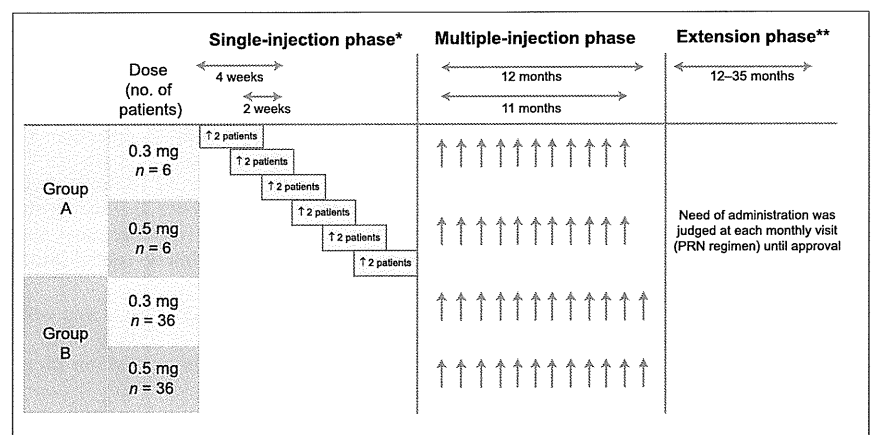 Single-injection phase*
Multiple-injection phase
Extension phase**
Dose
(no. of
patients)
4 weeks
2 weeks
12 months
11 months
12–35 months
Group
A
0.3 mg
n = 6
0.5 mg
n = 6
↑ 2 patients
↑ 2 patients
↑ 2 patients
↑ 2 patients
↑ 2 patients
↑ 2 patients
Need of administration was
judged at each monthly visit
(PRN regimen) until approval
Group
B
0.3 mg
n = 36
0.5 mg
n = 36